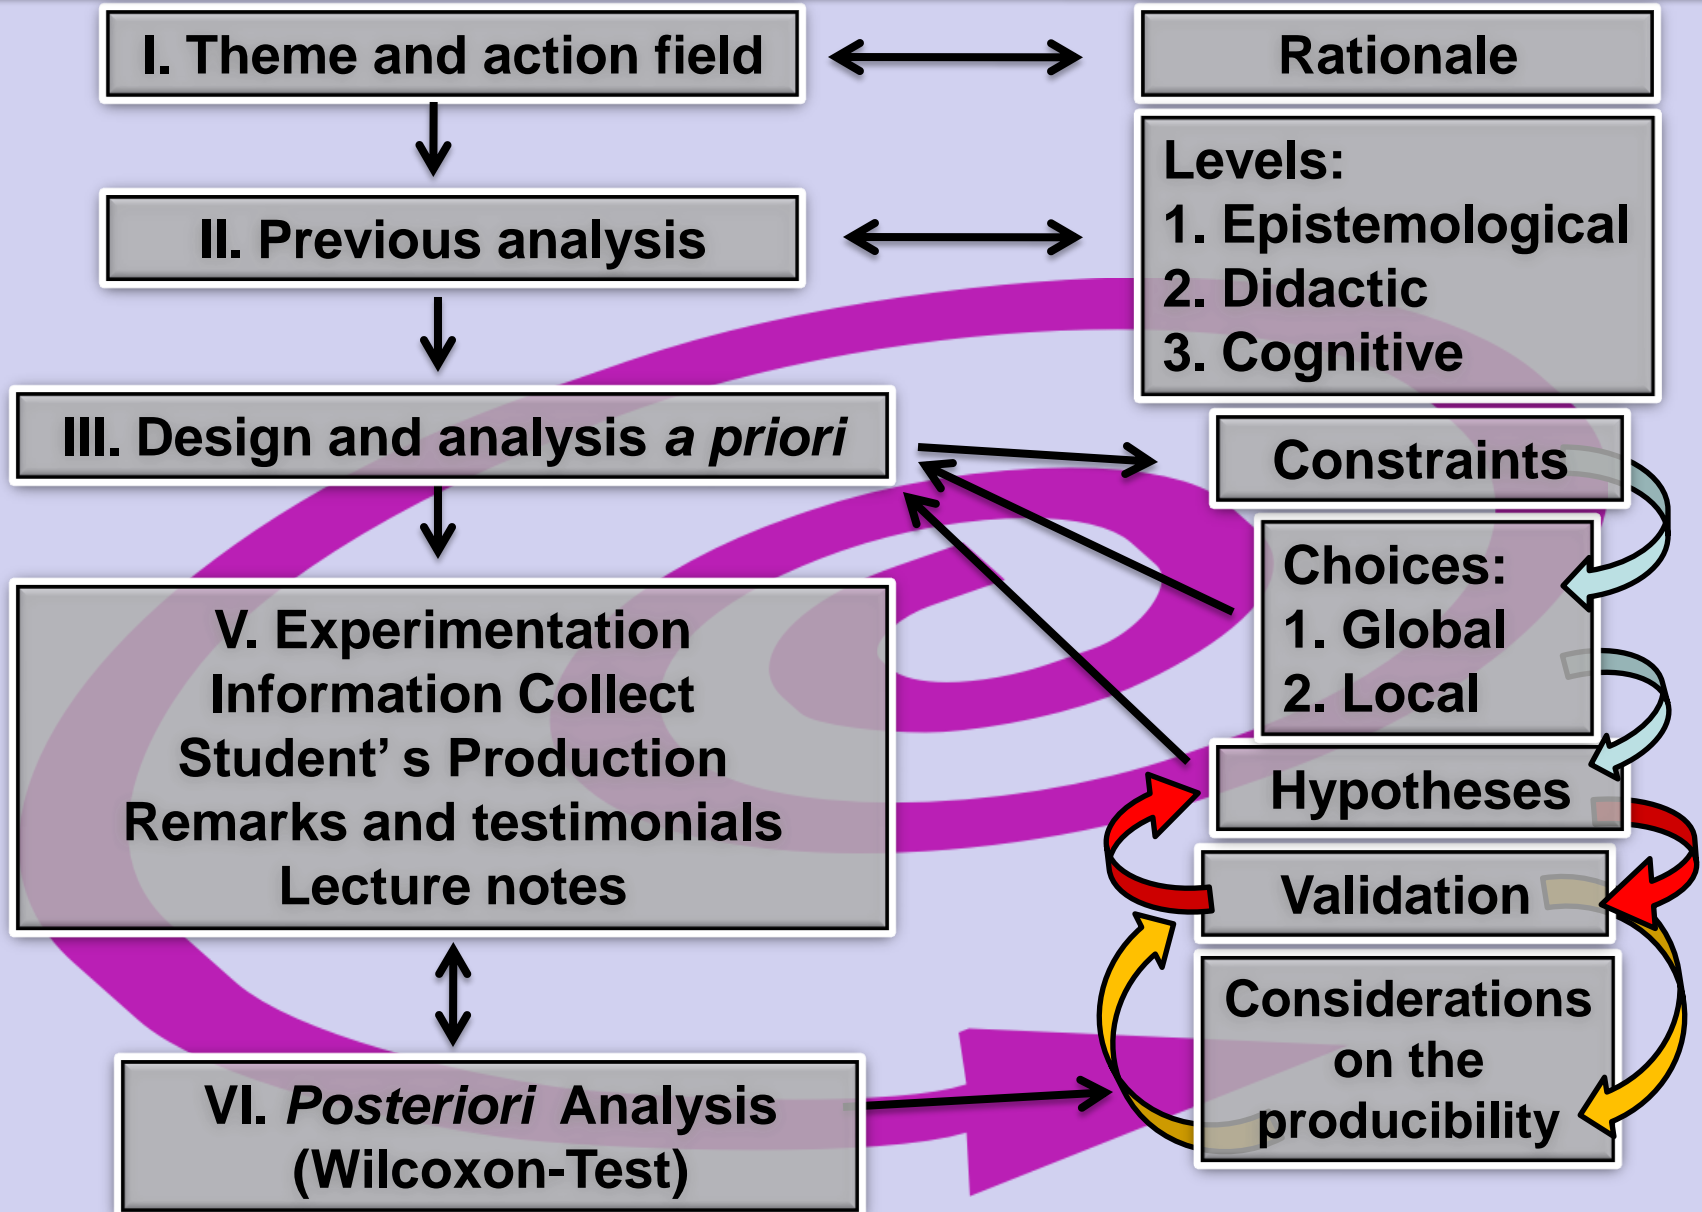 I. Theme and action field
Rationale
Levels:
1. Epistemological
2. Didactic
3. Cognitive
II. Previous analysis
III. Design and analysis a priori
Constraints
Choices:
1. Global
2. Local
V. Experimentation
Information Collect
Student’ s Production
Remarks and testimonials
Lecture notes
Hypotheses
Validation
Considerations
on the
producibility
VI. Posteriori Analysis
(Wilcoxon-Test)